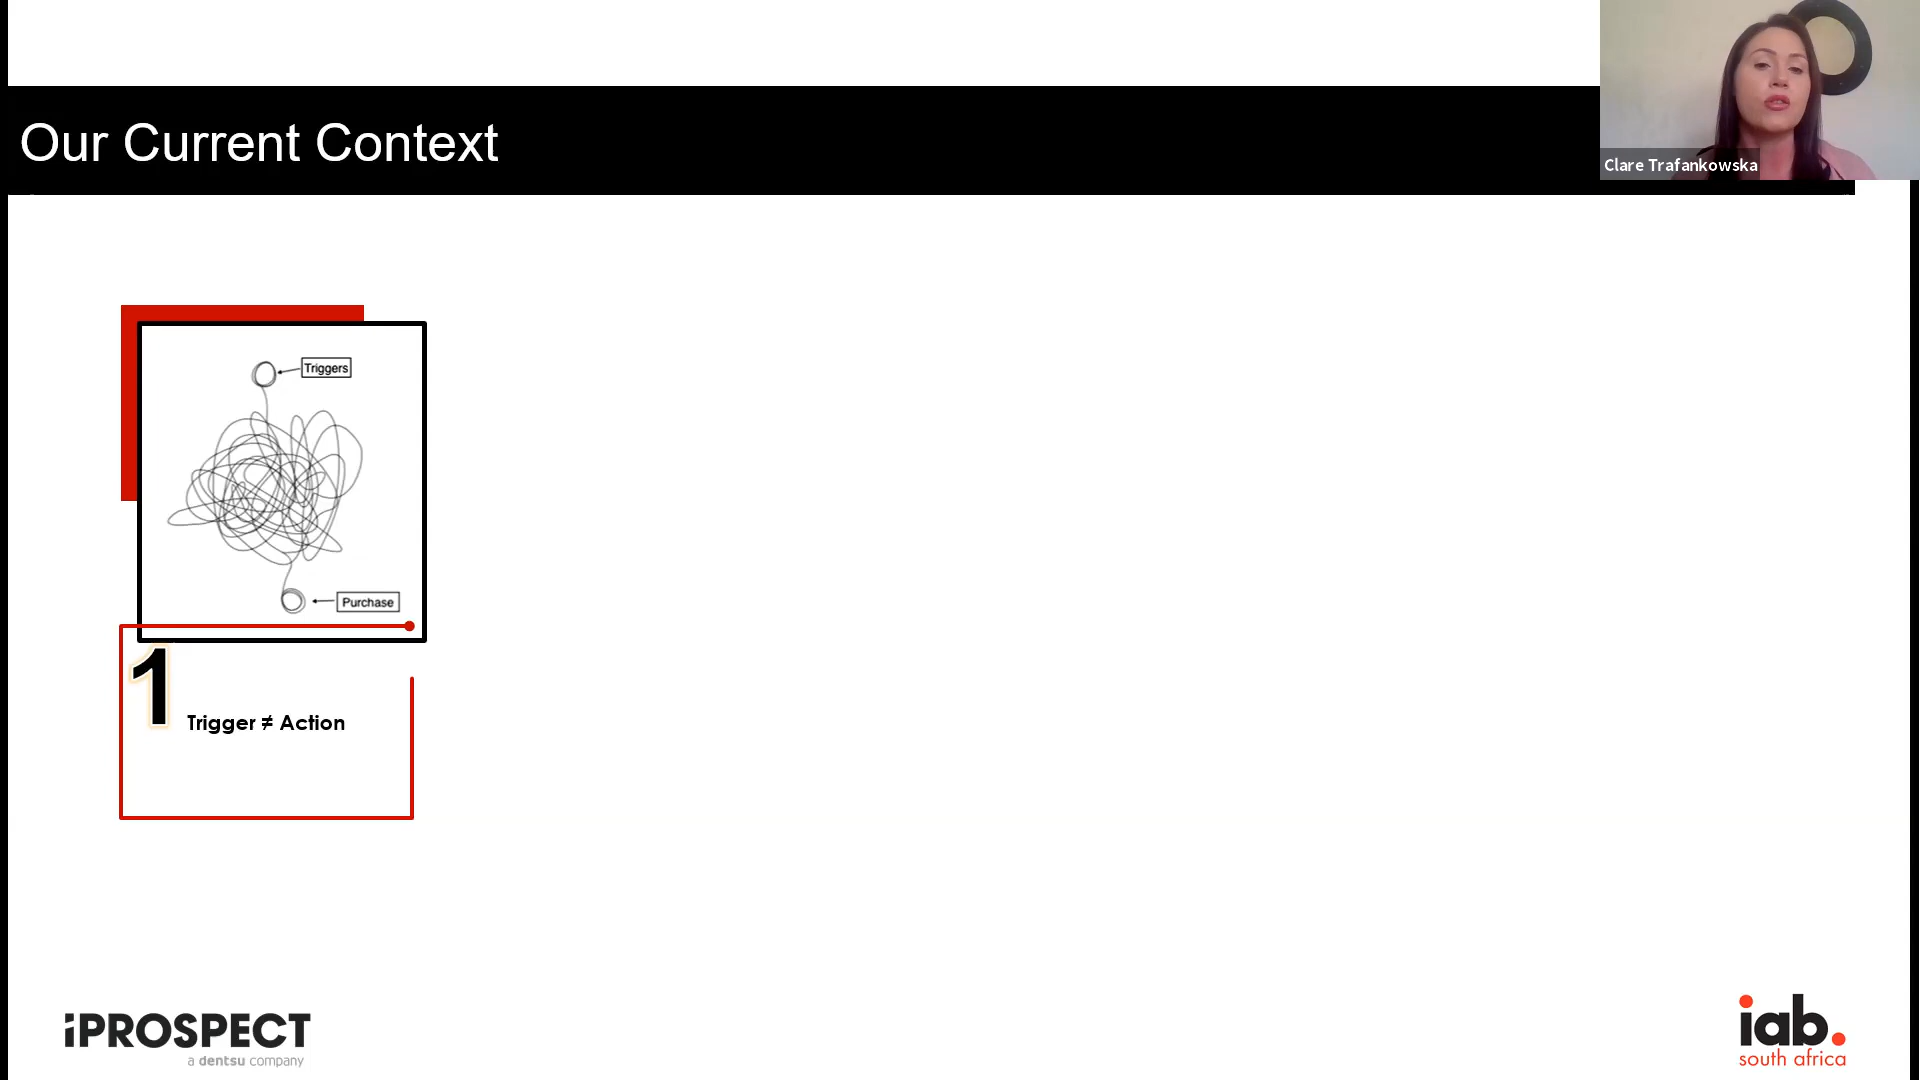 Our Current Context
Clare Trafankowska
Triggers
Purchase
1
Trigger ≠ Action
iPROSPECT
a dentsu company
iab.
south africa